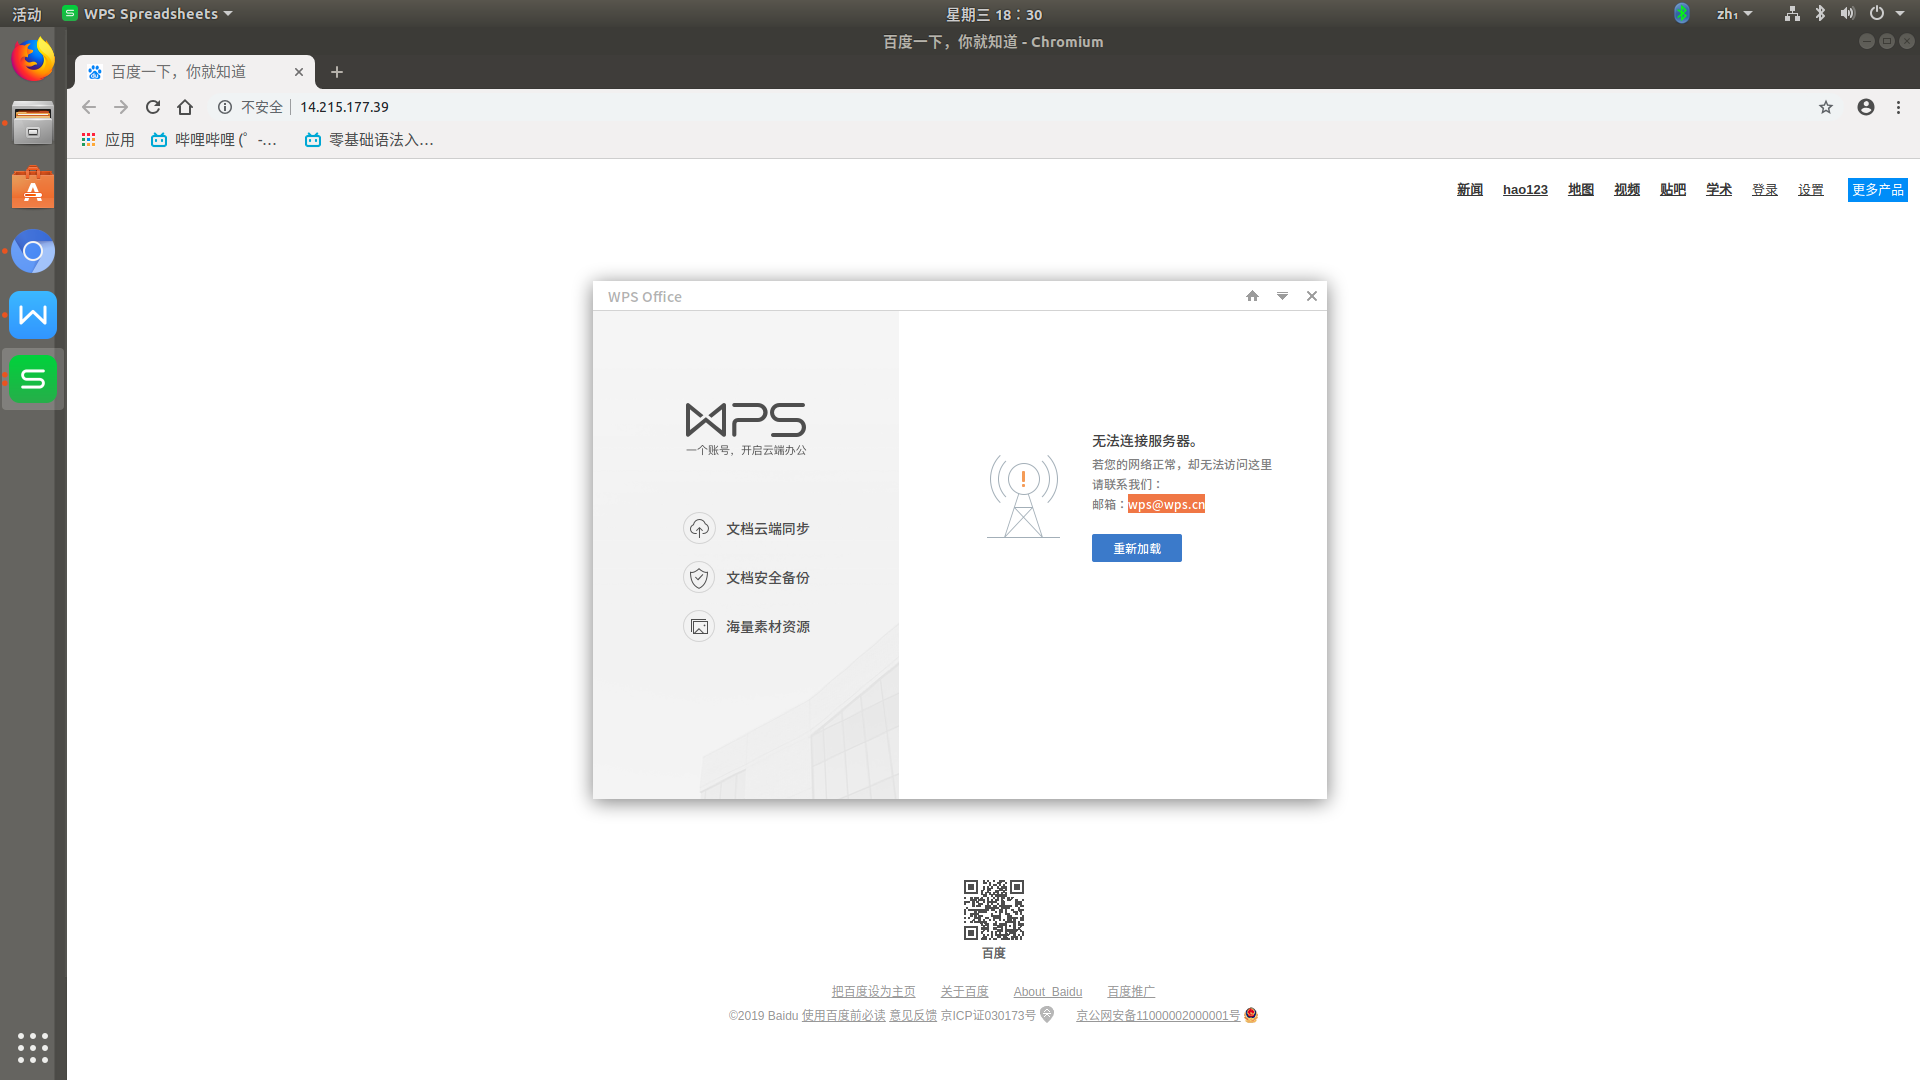 活动 WPS Spreadsheets 星期三 18：30 zh₁
百度一下，你就知道 - Chromium
百度一下，你就知道
不安全 14.215.177.39
应用 哔哩哔哩 (゜-... 零基础语法入...
新闻 hao123 地图 视频 贴吧 学术 登录 设置 更多产品
WPS Office
WPS
一个账号，开启云端办公
文档云端同步
文档安全备份
海量素材资源
无法连接服务器。
若您的网络正常，却无法访问这里
请联系我们：
邮箱：wps@wps.cn
重新加载
百度
把百度设为主页 关于百度 About Baidu 百度推广
©2019 Baidu 使用百度前必读 意见反馈 京ICP证030173号 京公网安备11000002000001号